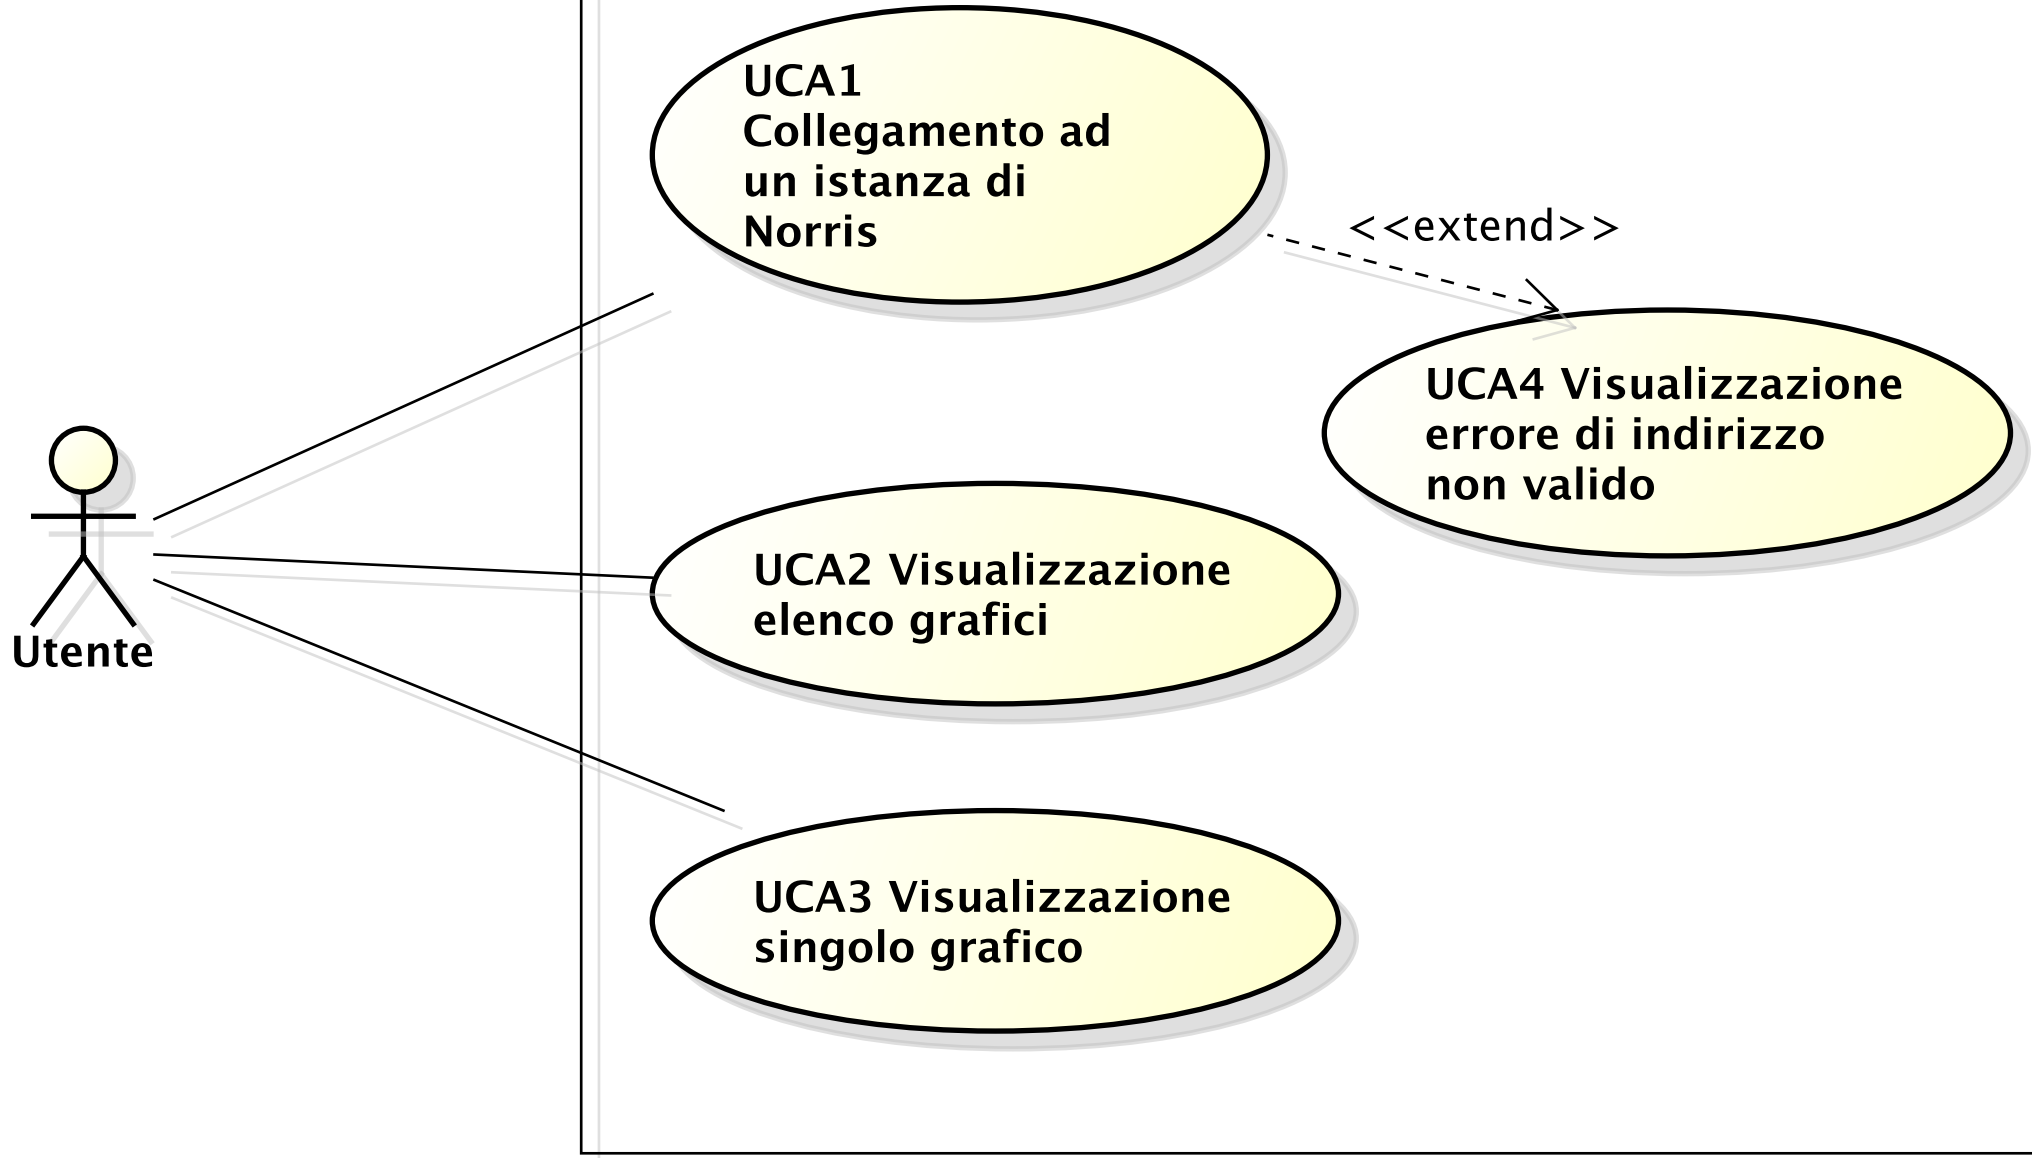 UCA1
Collegamento ad
un istanza di
Norris
<<extend>>
UCA4 Visualizzazione
errore di indirizzo
non valido
UCA2 Visualizzazione
elenco grafici
Utente
UCA3 Visualizzazione
singolo grafico